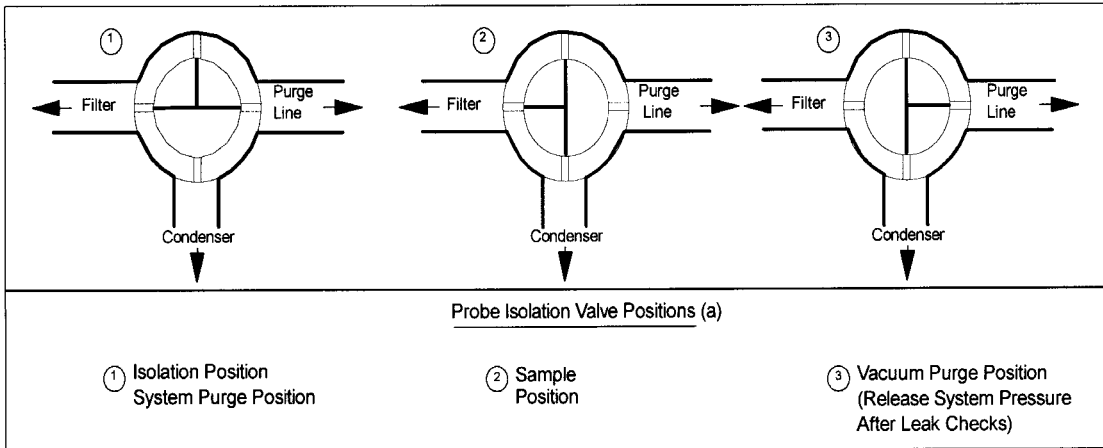 1
2
3
Filter
Purge
Line
Condenser
Filter
Purge
Line
Condenser
Filter
Purge
Line
Condenser
Probe Isolation Valve Positions (a)
1 Isolation Position
System Purge Position
2 Sample
Position
3 Vacuum Purge Position
(Release System Pressure
After Leak Checks)